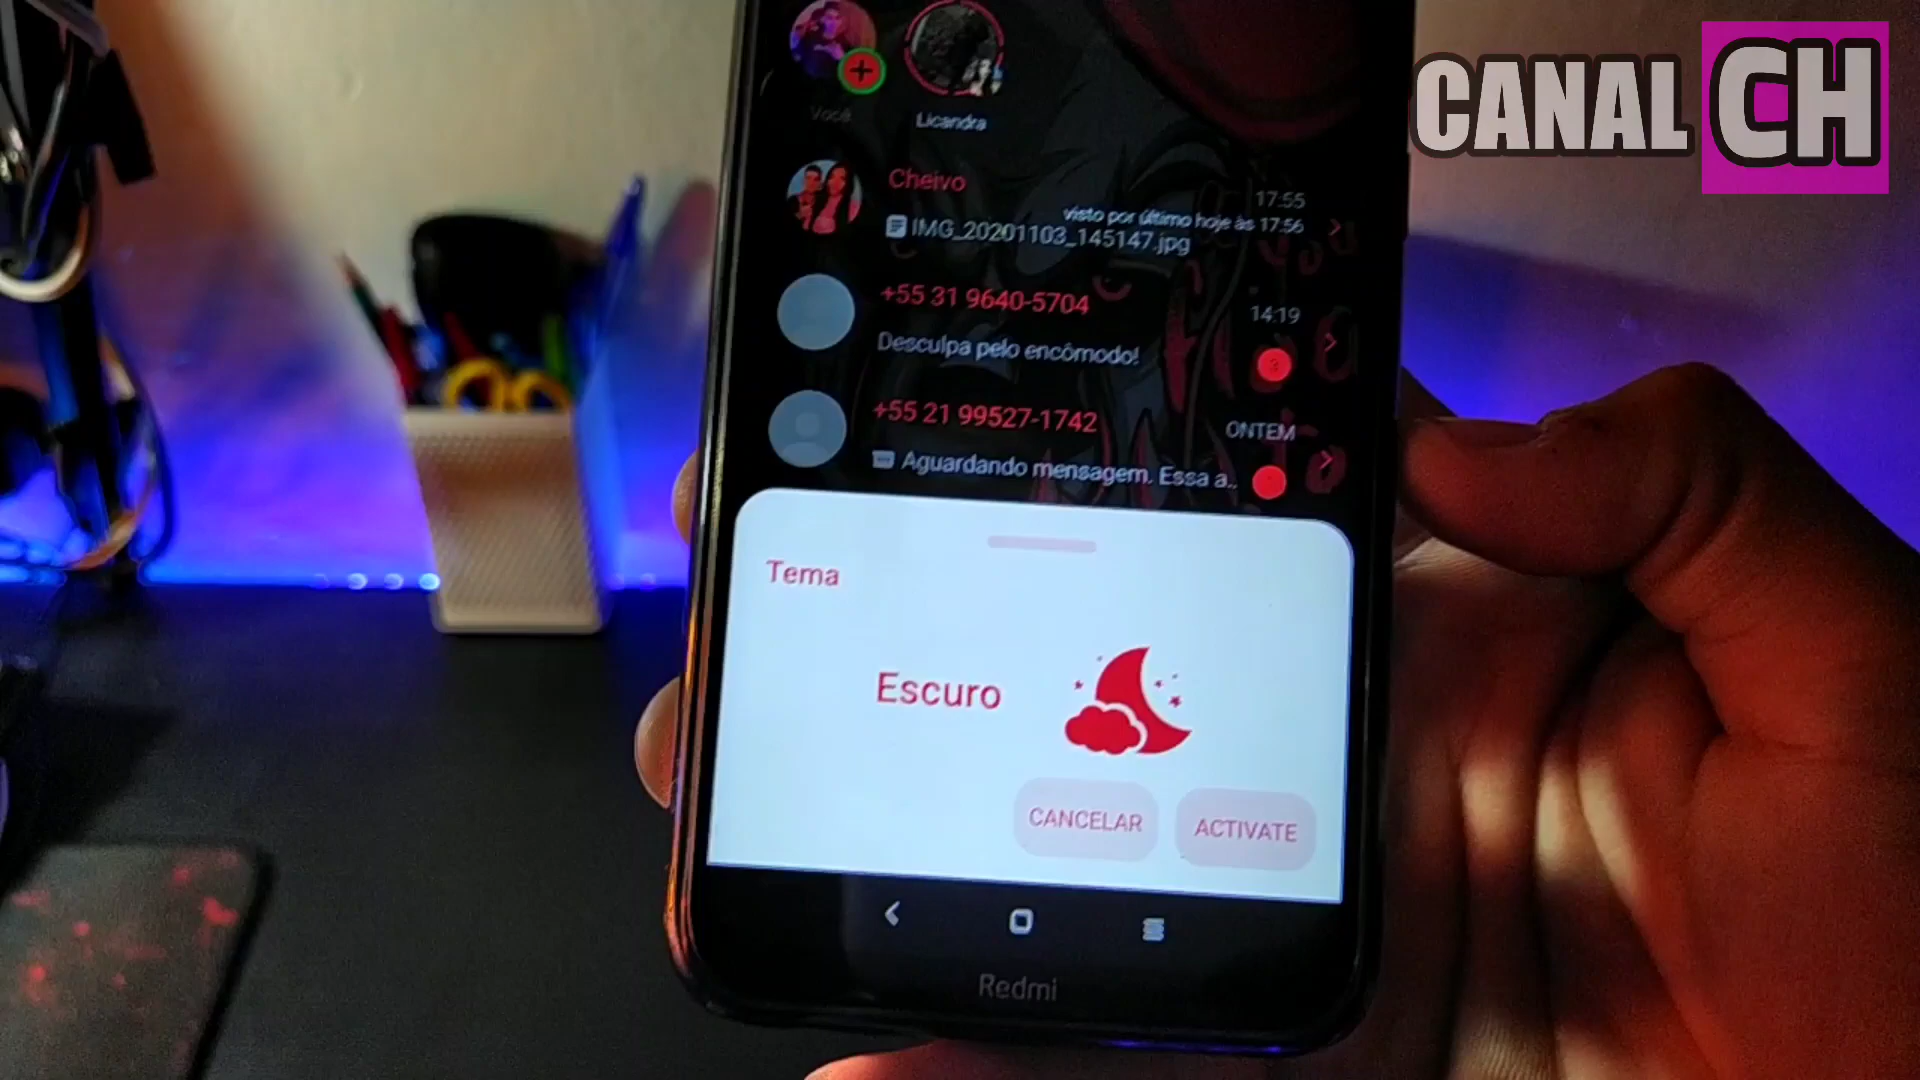 CANAL CH
Você
Licandra
Cheivo
17:55
visto por último hoje às 17:56
IMG_20201103_145147.jpg
+55 31 9640-5704
14:19
Desculpa pelo encômodo!
3
+55 21 99527-1742
ONTEM
Aguardando mensagem. Essa a..
Tema
Escuro
CANCELAR
ACTIVATE
Redmi